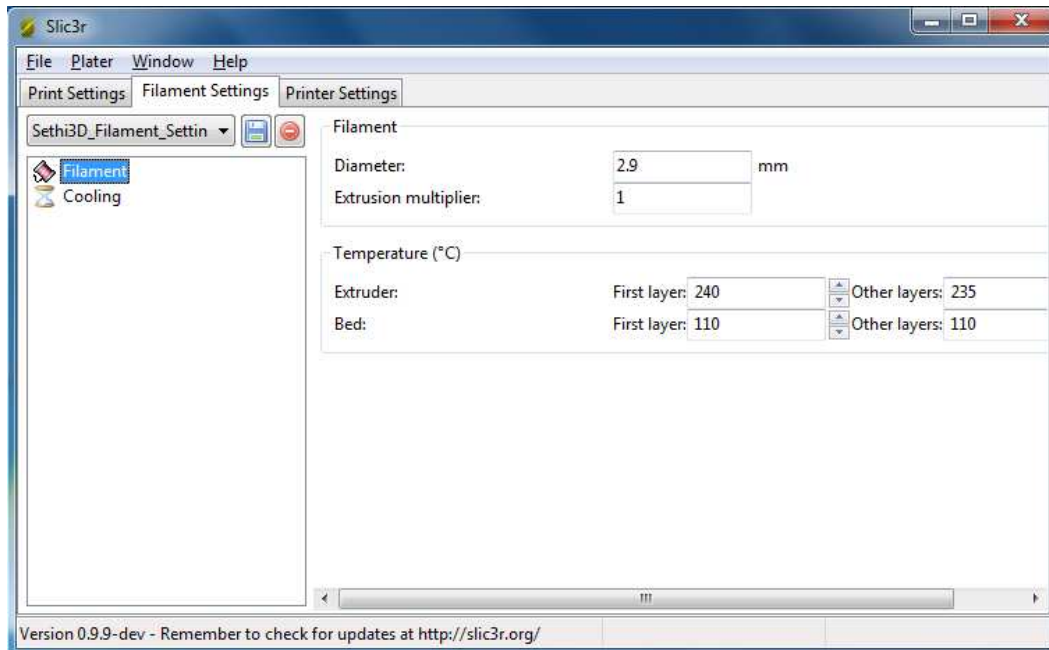 Slic3r
File Plater Window Help
Print Settings Filament Settings Printer Settings
Sethi3D_Filament_Settin
Filament
Cooling
Filament
Diameter: 2.9 mm
Extrusion multiplier: 1
Temperature (°C)
Extruder: First layer: 240 Other layers: 235
Bed: First layer: 110 Other layers: 110
Version 0.9.9-dev - Remember to check for updates at http://slic3r.org/